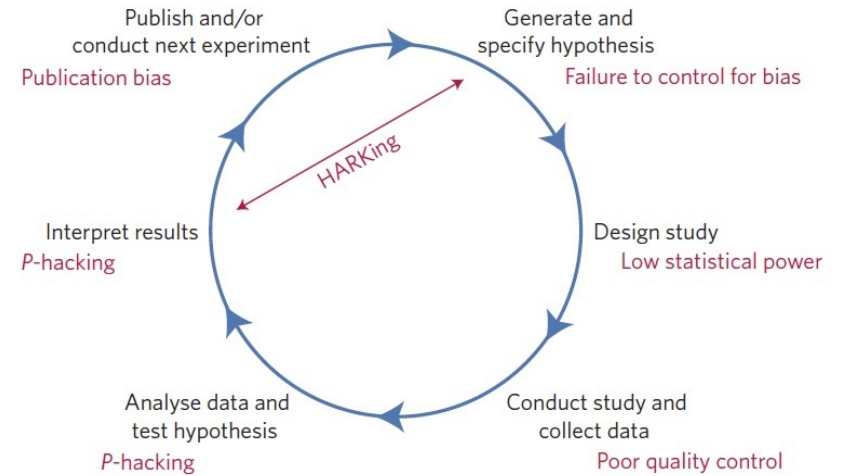 Publish and/or
conduct next experiment
Publication bias
Generate and
specify hypothesis
Failure to control for bias
HARKing
Interpret results
P-hacking
Design study
Low statistical power
Analyse data and
test hypothesis
P-hacking
Conduct study and
collect data
Poor quality control